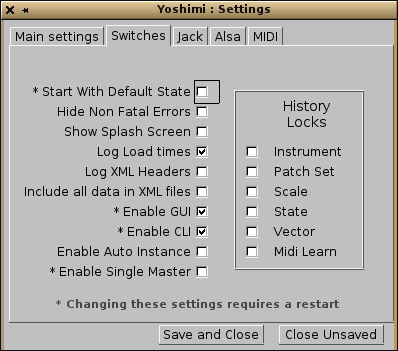 Yoshimi : Settings
Main settings Switches Jack Alsa MIDI
* Start With Default State
Hide Non Fatal Errors
Show Splash Screen
Log Load times
Log XML Headers
Include all data in XML files
* Enable GUI
* Enable CLI
Enable Auto Instance
* Enable Single Master
History
Locks
Instrument
Patch Set
Scale
State
Vector
Midi Learn
* Changing these settings requires a restart
Save and Close Close Unsaved